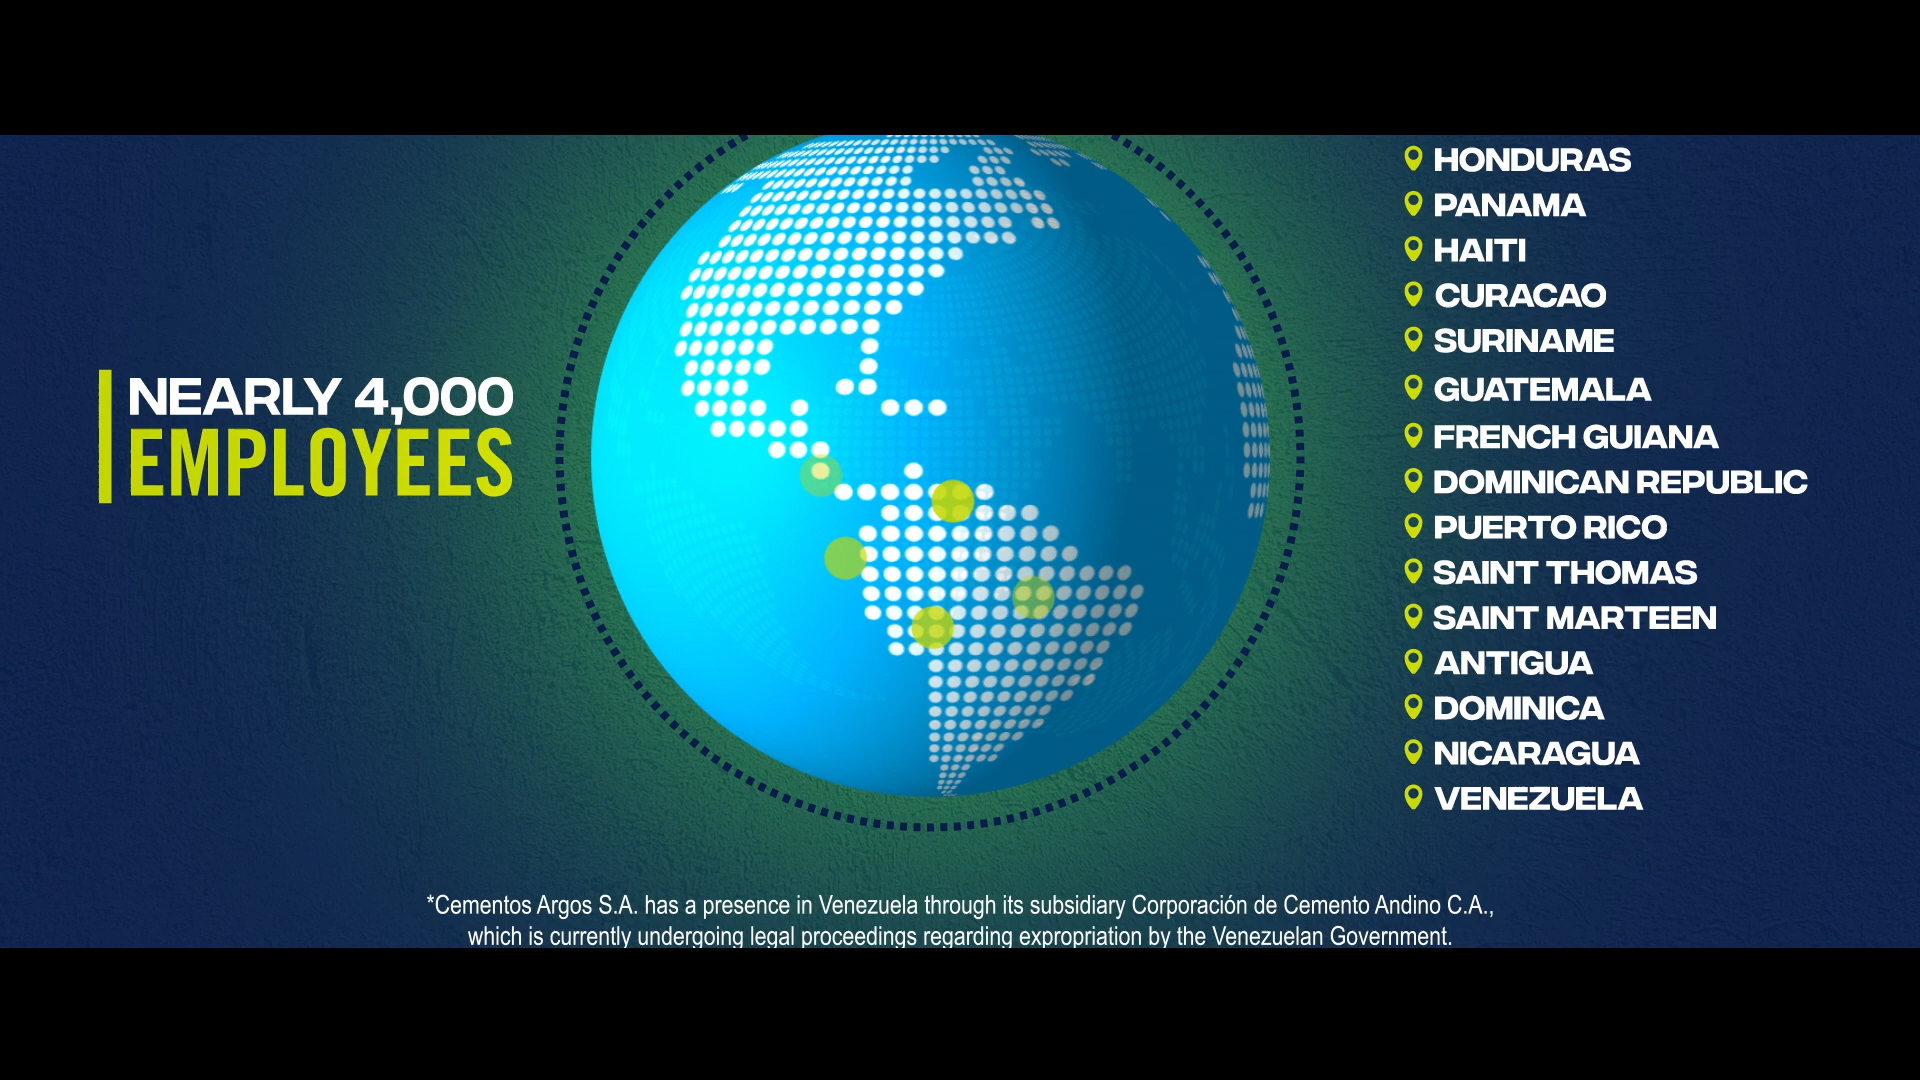 NEARLY 4,000
EMPLOYEES
HONDURAS
PANAMA
HAITI
CURACAO
SURINAME
GUATEMALA
FRENCH GUIANA
DOMINICAN REPUBLIC
PUERTO RICO
SAINT THOMAS
SAINT MARTEEN
ANTIGUA
DOMINICA
NICARAGUA
VENEZUELA
*Cementos Argos S.A. has a presence in Venezuela through its subsidiary Corporación de Cemento Andino C.A.,
which is currently undergoing legal proceedings regarding expropriation by the Venezuelan Government.